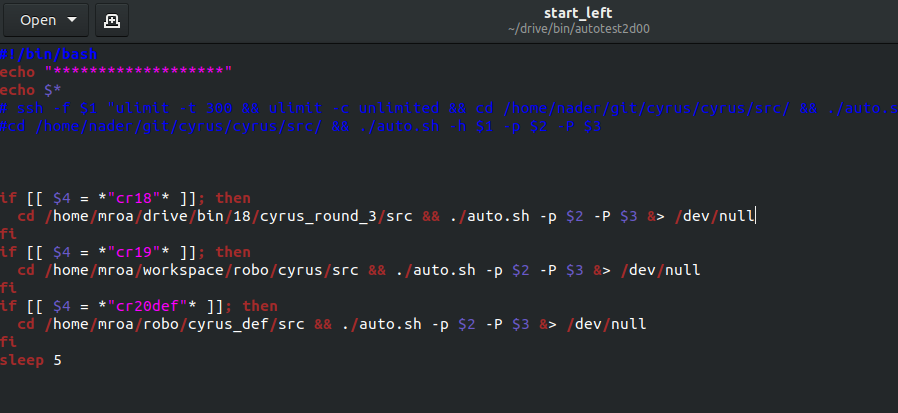 Open
start_left
~/drive/bin/autotest2d00
#!/bin/bash
echo "*******************"
echo $*
# ssh -f $1 "ulimit -t 300 && ulimit -c unlimited && cd /home/nader/git/cyrus/cyrus/src/ && ./auto.s
#cd /home/nader/git/cyrus/cyrus/src/ && ./auto.sh -h $1 -p $2 -P $3
if [[ $4 = *"cr18"* ]]; then
  cd /home/mroa/drive/bin/18/cyrus_round_3/src && ./auto.sh -p $2 -P $3 &> /dev/null
fi
if [[ $4 = *"cr19"* ]]; then
  cd /home/mroa/workspace/robo/cyrus/src && ./auto.sh -p $2 -P $3 &> /dev/null
fi
if [[ $4 = *"cr20def"* ]]; then
  cd /home/mroa/robo/cyrus_def/src && ./auto.sh -p $2 -P $3 &> /dev/null
fi
sleep 5